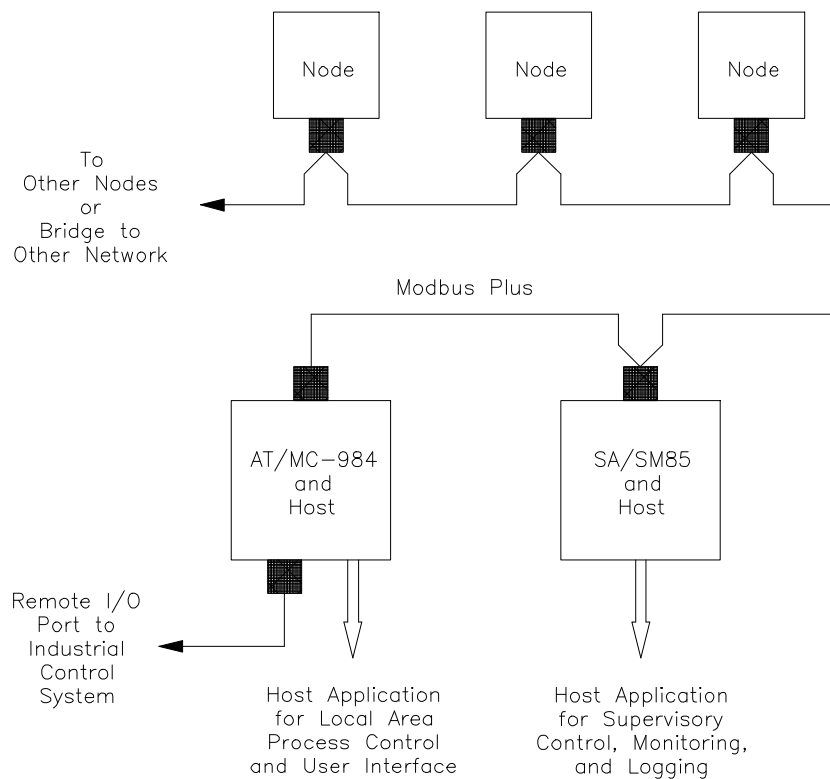 Node
Node
Node
To
Other Nodes
or
Bridge to
Other Network
Modbus Plus
AT/MC-984
and
Host
SA/SM85
and
Host
Remote I/O
Port to
Industrial
Control
System
Host Application
for Local Area
Process Control
and User Interface
Host Application
for Supervisory
Control, Monitoring,
and Logging